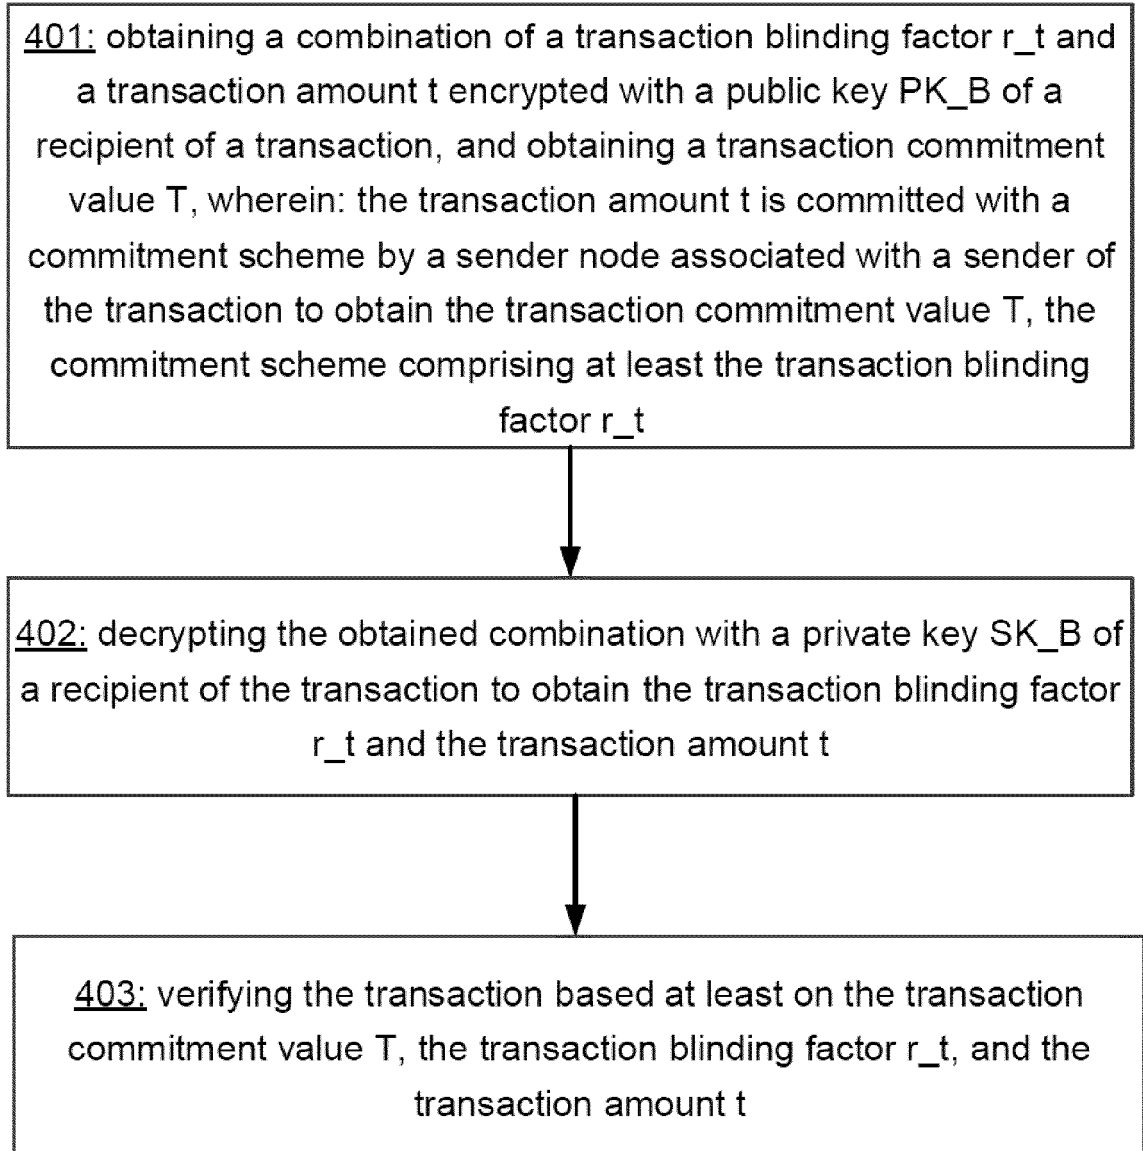 401: obtaining a combination of a transaction blinding factor r_t and
a transaction amount t encrypted with a public key PK_B of a
recipient of a transaction, and obtaining a transaction commitment
value T, wherein: the transaction amount t is committed with a
commitment scheme by a sender node associated with a sender of
the transaction to obtain the transaction commitment value T, the
commitment scheme comprising at least the transaction blinding
factor r_t
402: decrypting the obtained combination with a private key SK_B of
a recipient of the transaction to obtain the transaction blinding factor
r_t and the transaction amount t
403: verifying the transaction based at least on the transaction
commitment value T, the transaction blinding factor r_t, and the
transaction amount t